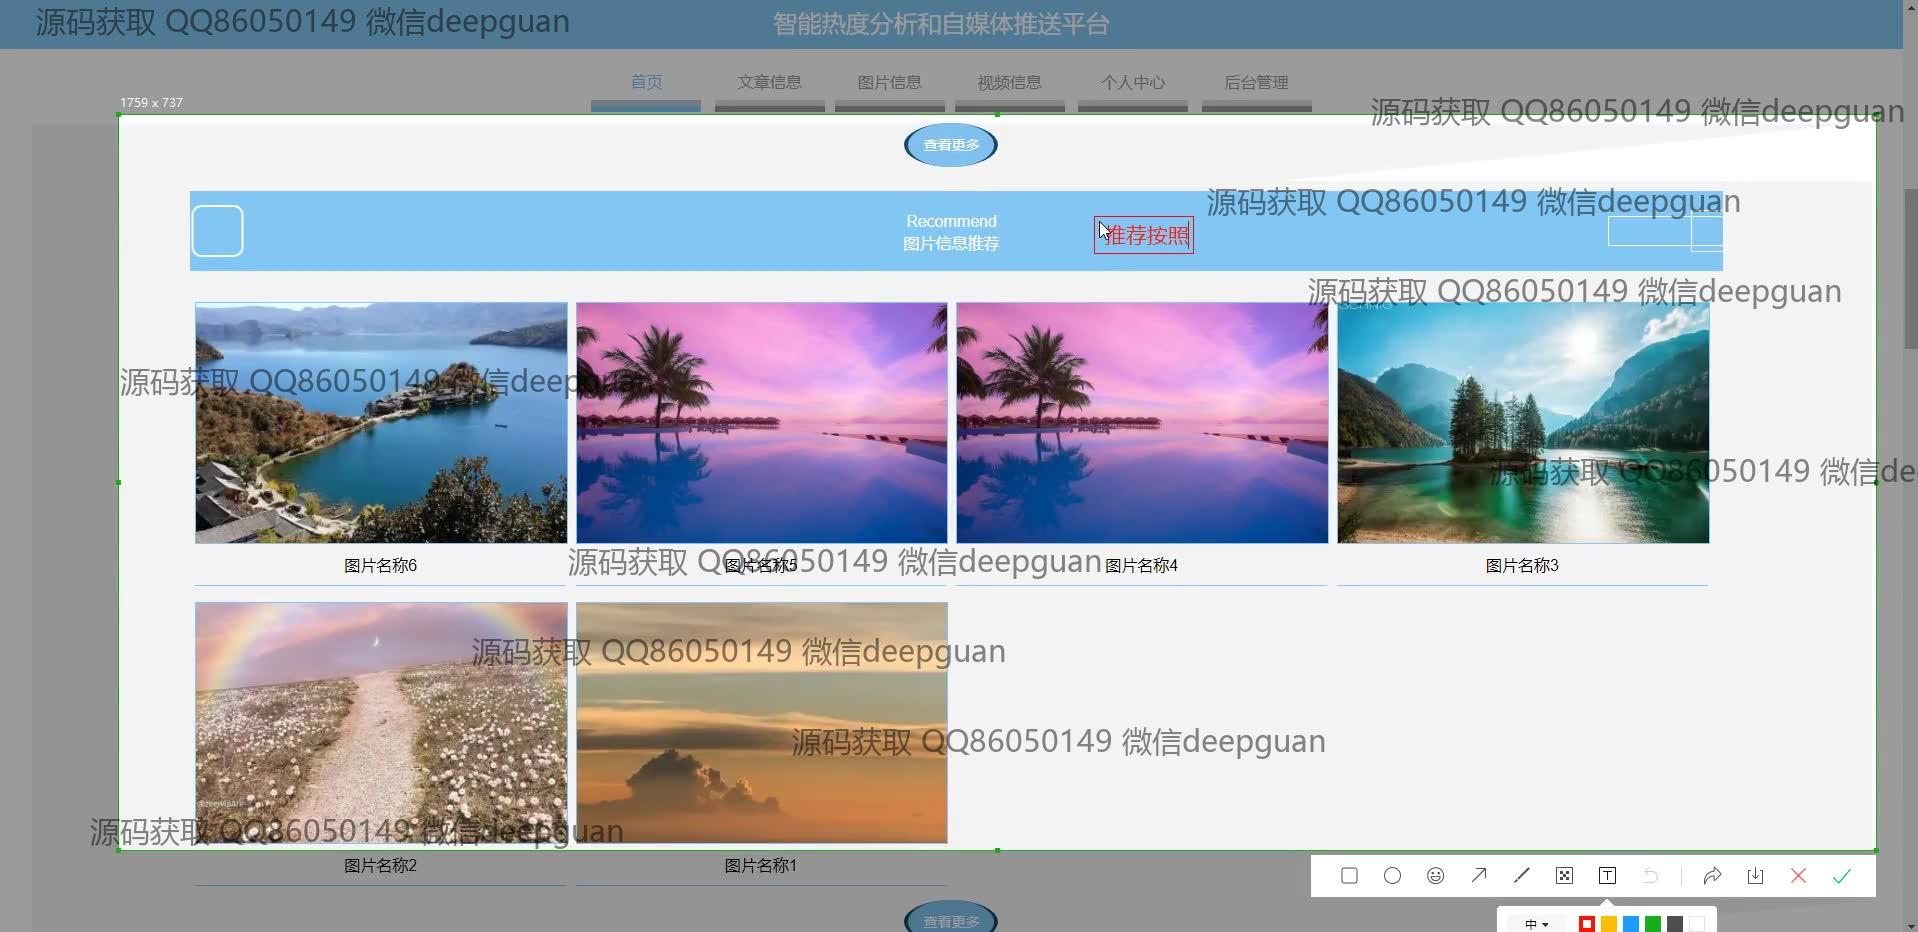 源码获取 QQ86050149 微信deepguan
智能热度分析和自媒体推送平台
首页
文章信息
图片信息
视频信息
个人中心
后台管理
1759 x 737
源码获取 QQ86050149 微信deepguan
查看更多
源码获取 QQ86050149 微信deepguan
Recommend
图片信息推荐
推荐按照
源码获取 QQ86050149 微信deepguan
源码获取 QQ86050149 微信deepguan
源码获取 QQ86050149 微信de
源码获取 QQ86050149 微信deepguan
图片名称6
图片名称5
图片名称4
图片名称3
源码获取 QQ86050149 微信deepguan
源码获取 QQ86050149 微信deepguan
源码获取 QQ86050149 微信deepguan
图片名称2
图片名称1
查看更多
T
中